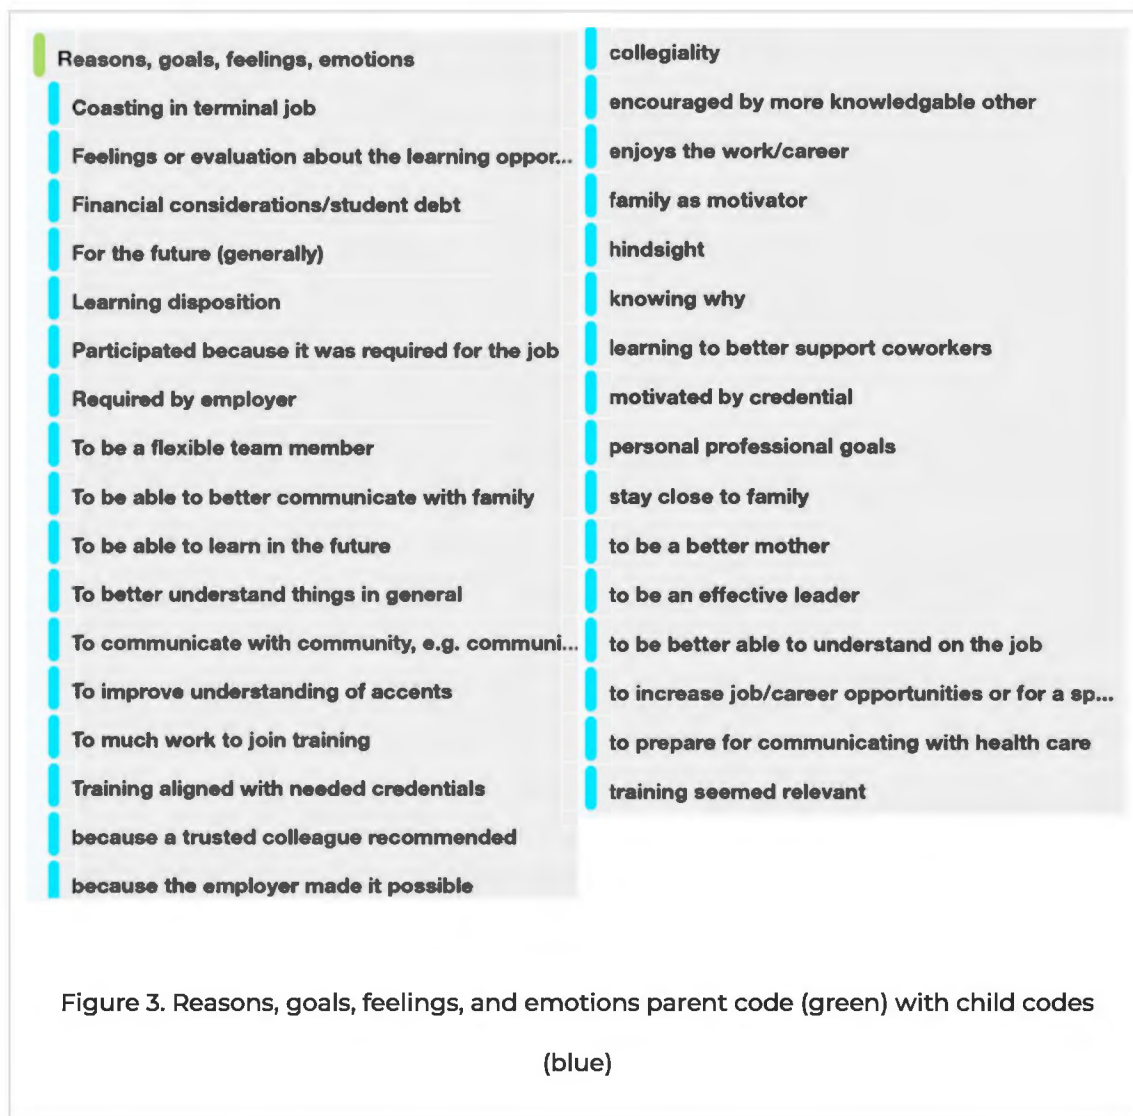 Reasons, goals, feelings, emotions
Coasting in terminal job
Feelings or evaluation about the learning oppor...
Financial considerations/student debt
For the future (generally)
Learning disposition
Participated because it was required for the job
Required by employer
To be a flexible team member
To be able to better communicate with family
To be able to learn in the future
To better understand things in general
To communicate with community, e.g. communi...
To improve understanding of accents
To much work to join training
Training aligned with needed credentials
because a trusted colleague recommended
because the employer made it possible
collegiality
encouraged by more knowledgable other
enjoys the work/career
family as motivator
hindsight
knowing why
learning to better support coworkers
motivated by credential
personal professional goals
stay close to family
to be a better mother
to be an effective leader
to be better able to understand on the job
to increase job/career opportunities or for a sp...
to prepare for communicating with health care
training seemed relevant
Figure 3. Reasons, goals, feelings, and emotions parent code (green) with child codes
(blue)